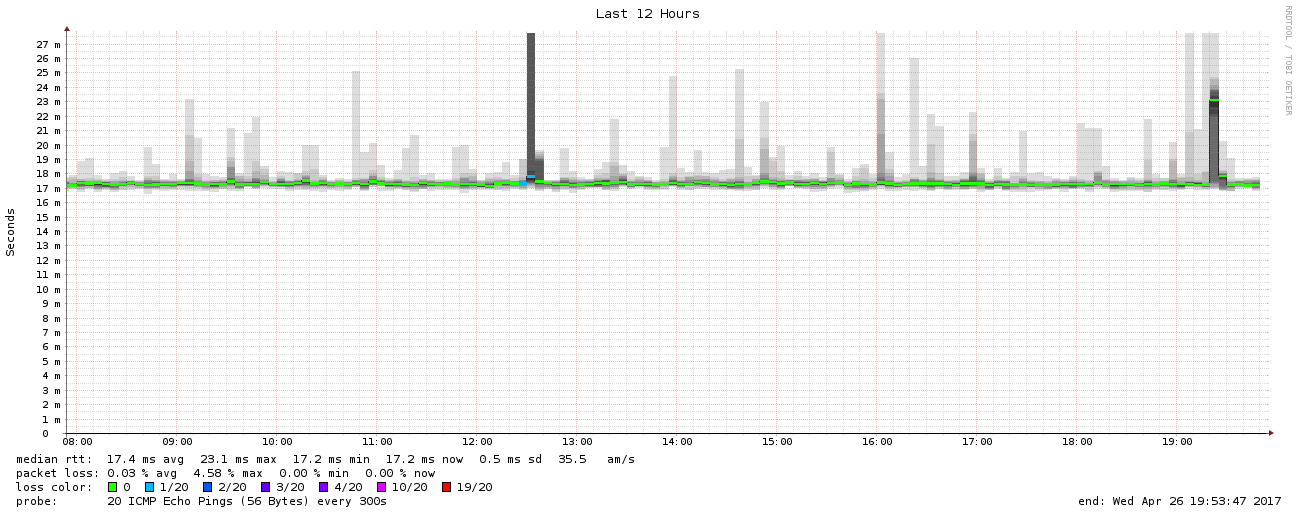 Last 12 Hours
RRDTOOL / TOBI OETIKER
Seconds
27 m
26 m
25 m
24 m
23 m
22 m
21 m
20 m
19 m
18 m
17 m
16 m
15 m
14 m
13 m
12 m
11 m
10 m
9 m
8 m
7 m
6 m
5 m
4 m
3 m
2 m
1 m
0
08:00 09:00 10:00 11:00 12:00 13:00 14:00 15:00 16:00 17:00 18:00 19:00
median rtt: 17.4 ms avg 23.1 ms max 17.2 ms min 17.2 ms now 0.5 ms sd 35.5 am/s
packet loss: 0.03 % avg 4.58 % max 0.00 % min 0.00 % now
loss color: 0 1/20 2/20 3/20 4/20 10/20 19/20
probe: 20 ICMP Echo Pings (56 Bytes) every 300s
end: Wed Apr 26 19:53:47 2017